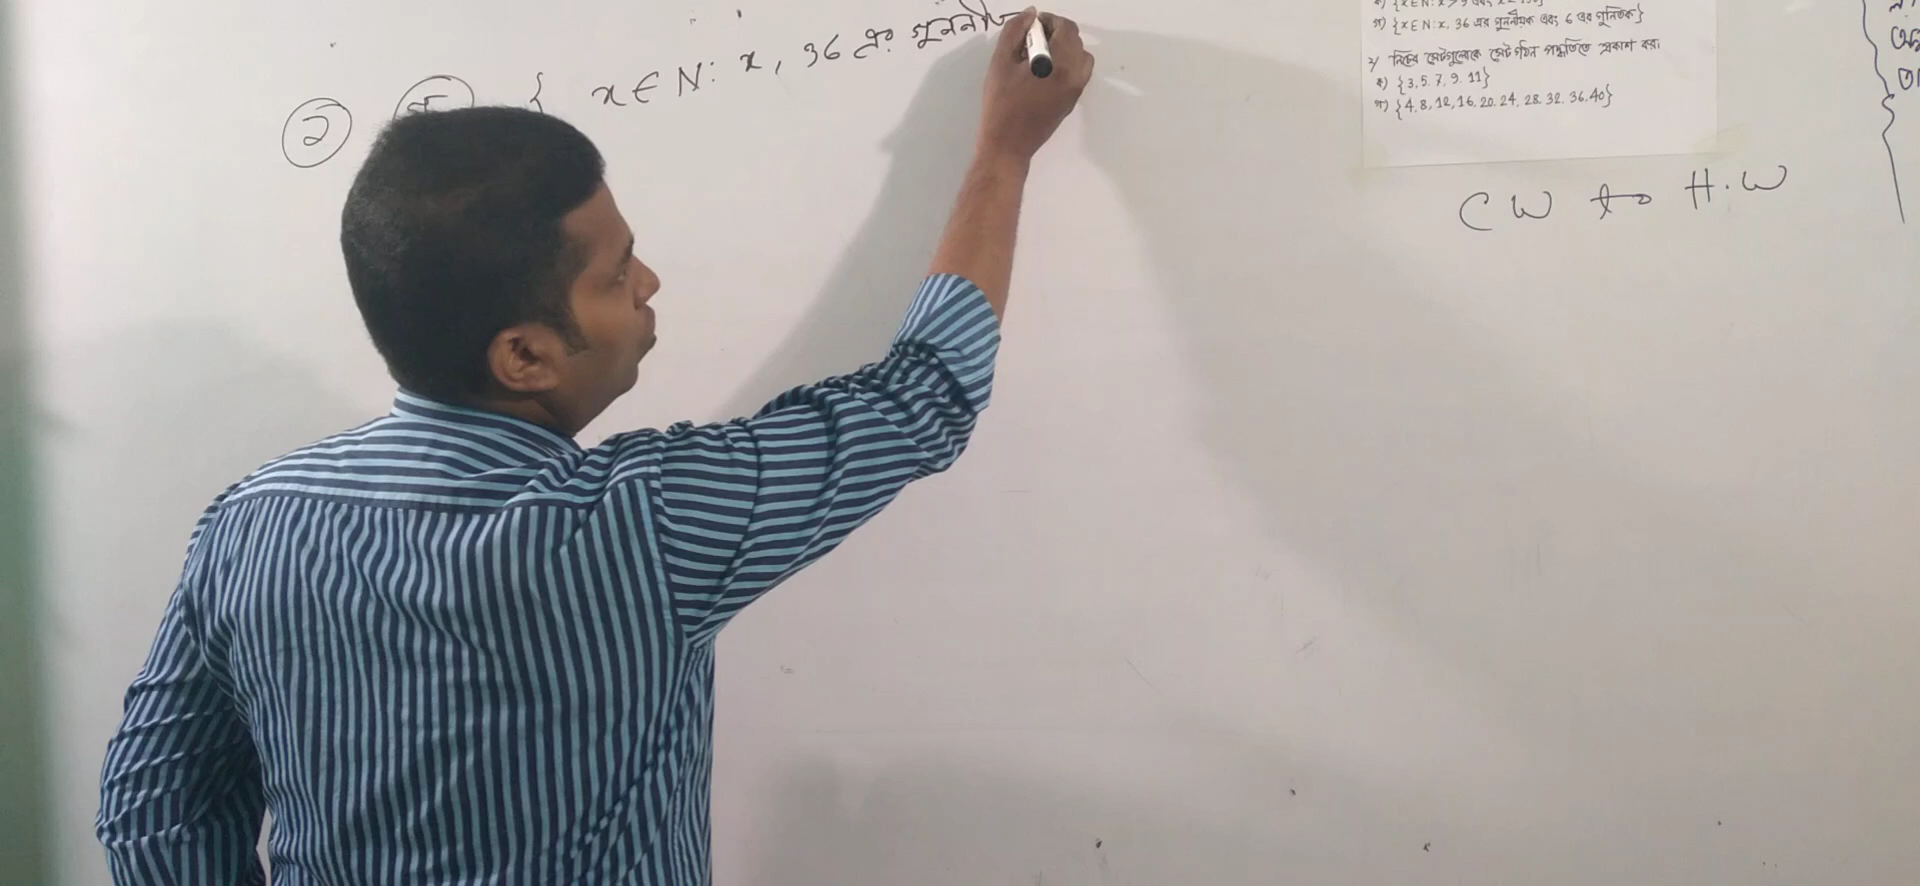 ২ { x ∈ N : x, 36 এর গুননী
গ) {x∈N:x, 36 এর গুননীয়ক এবং 6 এর গুনিতক}
২/ নিচের সেটগুলোকে সেট গঠন পদ্ধতিতে প্রকাশ কর।
ক) {3, 5. 7, 9. 11}
গ) {4, 8, 12, 16, 20. 24, 28. 32. 36. 40}
CW to H.W